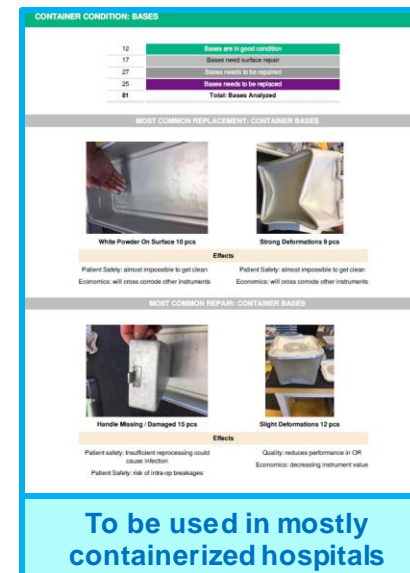 CONTAINER CONDITION: BASES
12 Bases are in good condition
17 Bases need surface repair
27 Bases needs to be repaired
25 Bases needs to be replaced
81 Total: Bases Analyzed
MOST COMMON REPLACEMENT: CONTAINER BASES
White Powder On Surface 10 pcs
Strong Deformations 9 pcs
Effects
Patient Safety: almost impossible to get clean
Patient Safety: almost impossible to get clean
Economics: will cross corrode other instruments
Economics: will cross corrode other instruments
MOST COMMON REPAIR: CONTAINER BASES
Handle Missing / Damaged 15 pcs
Slight Deformations 12 pcs
Effects
Patient safety: Insufficient reprocessing could
cause infection
Quality: reduces performance in OR
Patient Safety: risk of intra-op breakages
Economics: decreasing instrument value
To be used in mostly
containerized hospitals